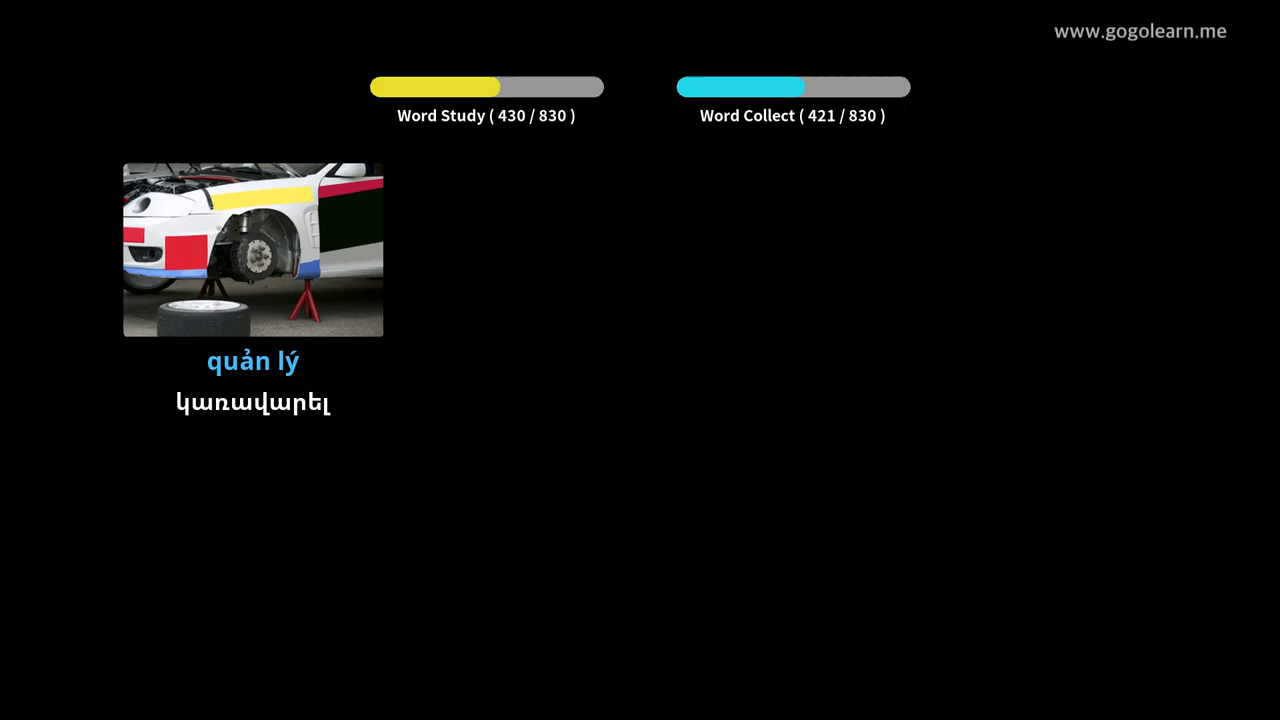 www.gogolearn.me
Word Study ( 430 / 830 )
Word Collect ( 421 / 830 )
quản lý
կառավարել